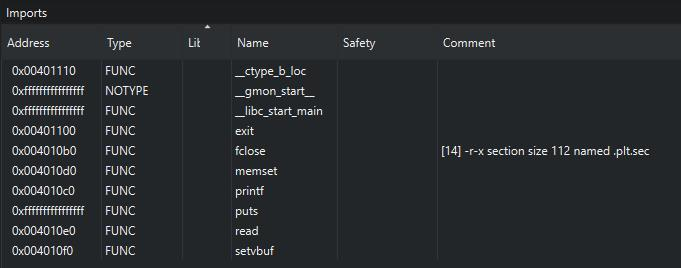 Imports
Address Type Lit Name Safety Comment
0x00401110 FUNC __ctype_b_loc
0xffffffffffffffff NOTYPE __gmon_start__
0xffffffffffffffff FUNC __libc_start_main
0x00401100 FUNC exit
0x004010b0 FUNC fclose [14] -r-x section size 112 named .plt.sec
0x004010d0 FUNC memset
0x004010c0 FUNC printf
0xffffffffffffffff FUNC puts
0x004010e0 FUNC read
0x004010f0 FUNC setvbuf